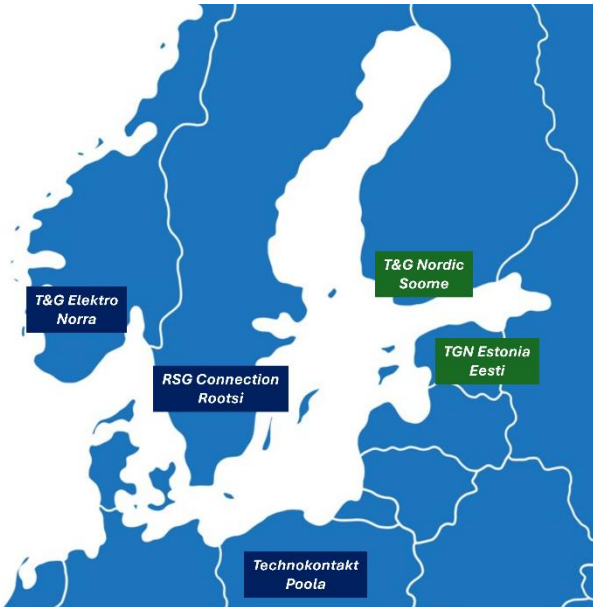 T&G Nordic
Soome
T&G Elektro
Norra
TGN Estonia
Eesti
RSG Connection
Rootsi
Technokontakt
Poola